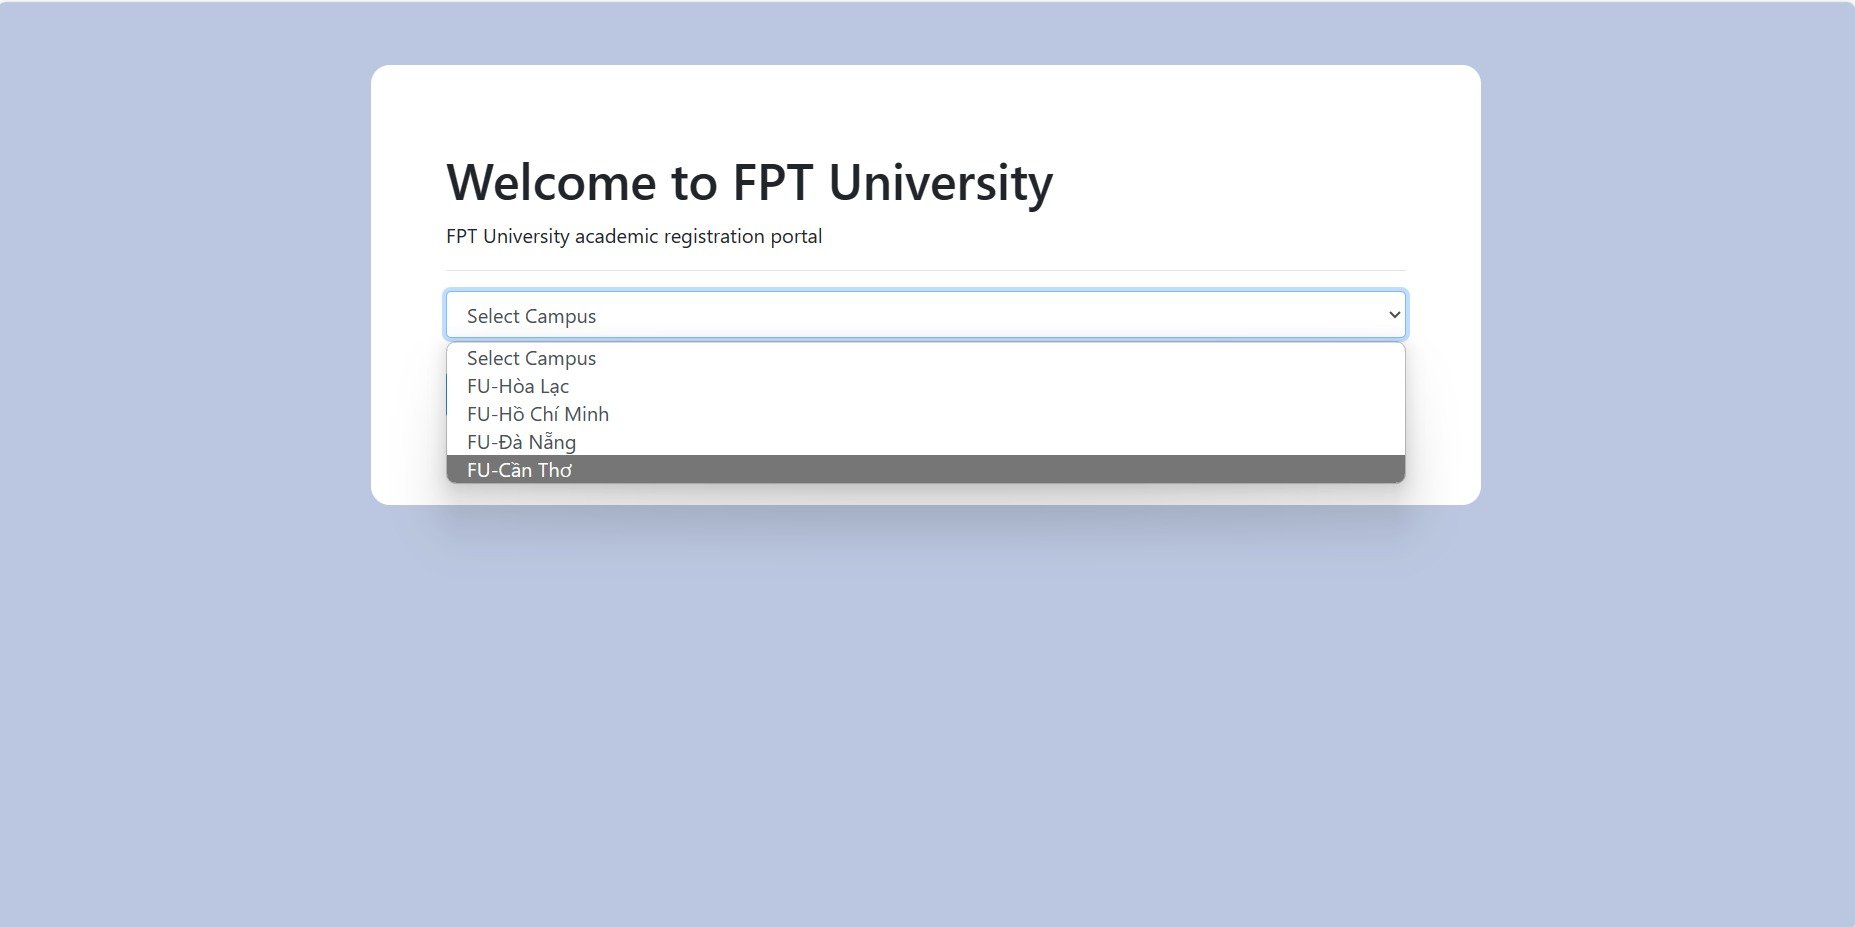 Welcome to FPT University
FPT University academic registration portal
Select Campus
Select Campus
FU-Hòa Lạc
FU-Hồ Chí Minh
FU-Đà Nẵng
FU-Cần Thơ